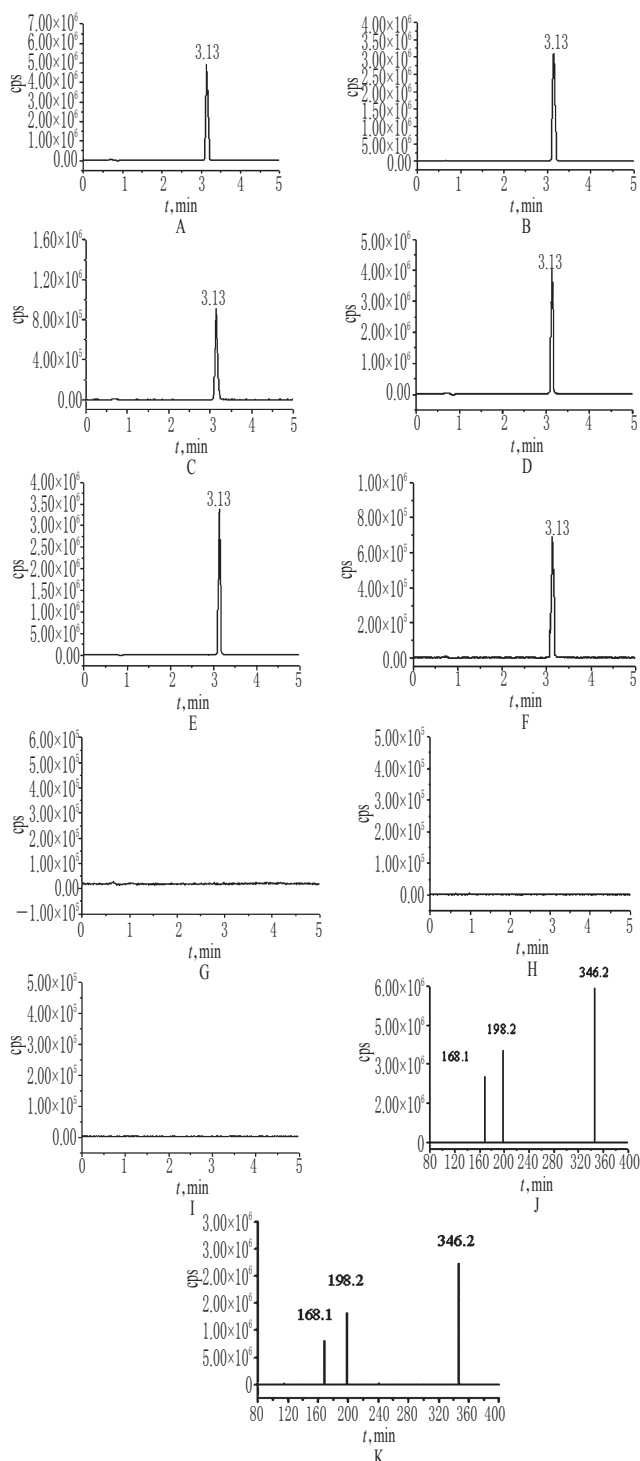 7.00×10⁶
6.00×10⁶
5.00×10⁶
4.00×10⁶
3.00×10⁶
2.00×10⁶
1.00×10⁶
0.00
cps
3.13
0 1 2 3 4 5
t,min
A
4.00×10⁶
3.50×10⁶
3.00×10⁶
2.50×10⁶
2.00×10⁶
1.50×10⁶
1.00×10⁶
5.00×10⁶
0.00
cps
3.13
0 1 2 3 4 5
t,min
B
1.60×10⁶
1.20×10⁶
8.00×10⁵
4.00×10⁵
0.00
cps
3.13
0 1 2 3 4 5
t,min
C
5.00×10⁶
4.00×10⁶
3.00×10⁶
2.00×10⁶
1.00×10⁶
0.00
cps
3.13
0 1 2 3 4 5
t,min
D
4.00×10⁶
3.50×10⁶
3.00×10⁶
2.50×10⁶
2.00×10⁶
1.50×10⁶
1.00×10⁶
5.00×10⁶
0.00
cps
3.13
0 1 2 3 4 5
t,min
E
1.00×10⁶
8.00×10⁵
6.00×10⁵
4.00×10⁵
2.00×10⁵
0.00
cps
3.13
0 1 2 3 4 5
t,min
F
6.00×10⁵
5.00×10⁵
4.00×10⁵
3.00×10⁵
2.00×10⁵
1.00×10⁵
0.00
−1.00×10⁵
cps
0 1 2 3 4 5
t,min
G
5.00×10⁵
4.00×10⁵
3.00×10⁵
2.00×10⁵
1.00×10⁵
0.00
cps
0 1 2 3 4 5
t,min
H
5.00×10⁵
4.00×10⁵
3.00×10⁵
2.00×10⁵
1.00×10⁵
0.00
cps
0 1 2 3 4 5
t,min
I
6.00×10⁶
5.00×10⁶
3.00×10⁶
2.00×10⁶
0
cps
168.1
198.2
346.2
80 120 160 200 240 280 320 360 400
t,min
J
3.00×10⁶
3.00×10⁶
2.00×10⁶
2.00×10⁶
1.00×10⁶
5.00×10⁶
0
cps
168.1
198.2
346.2
80 120 160 200 240 280 320 360 400
t,min
K